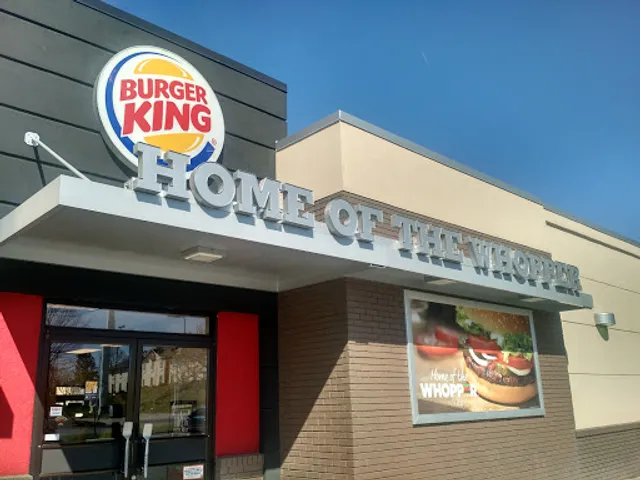 BURGER
KING
®
HOME OF THE WHOPPER
Home of the
WHOPPER